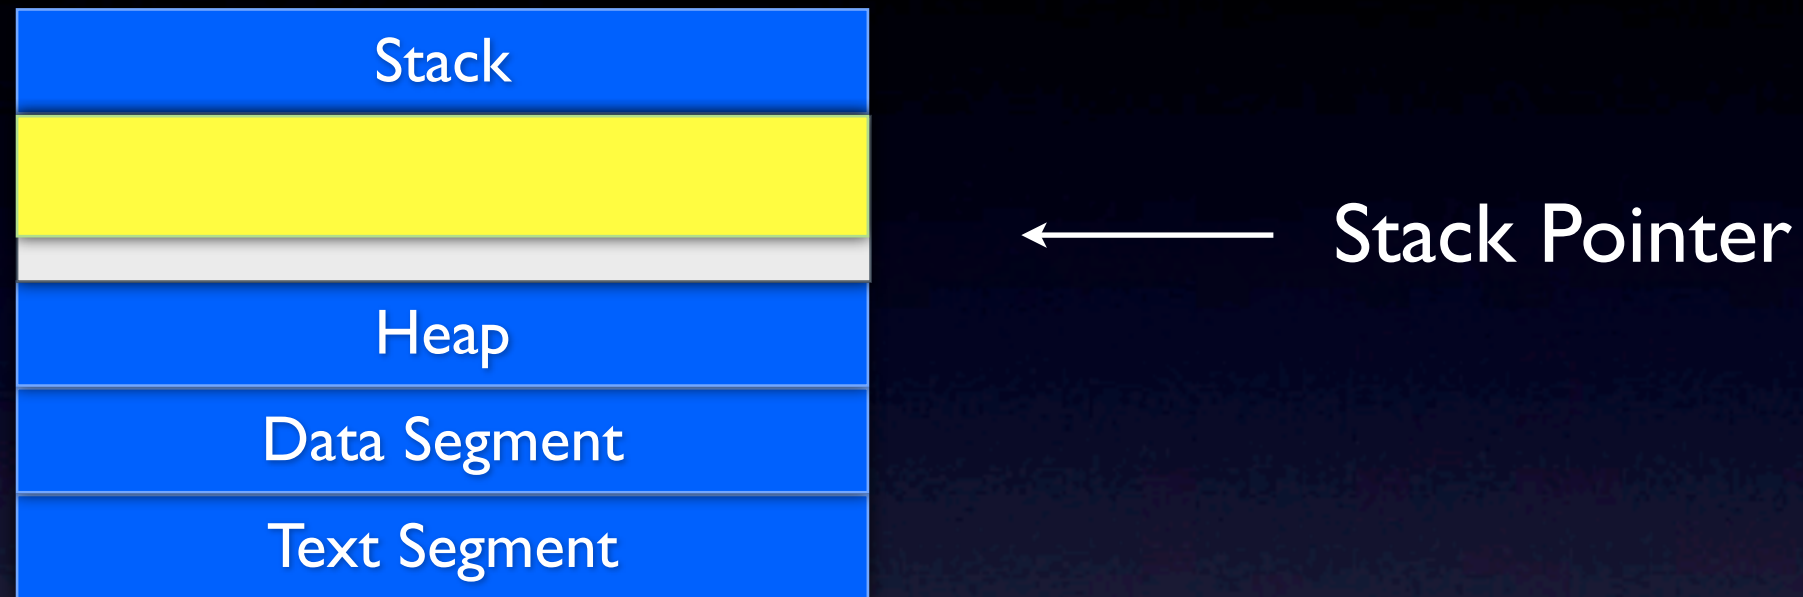 Stack
Stack Pointer
Heap
Data Segment
Text Segment